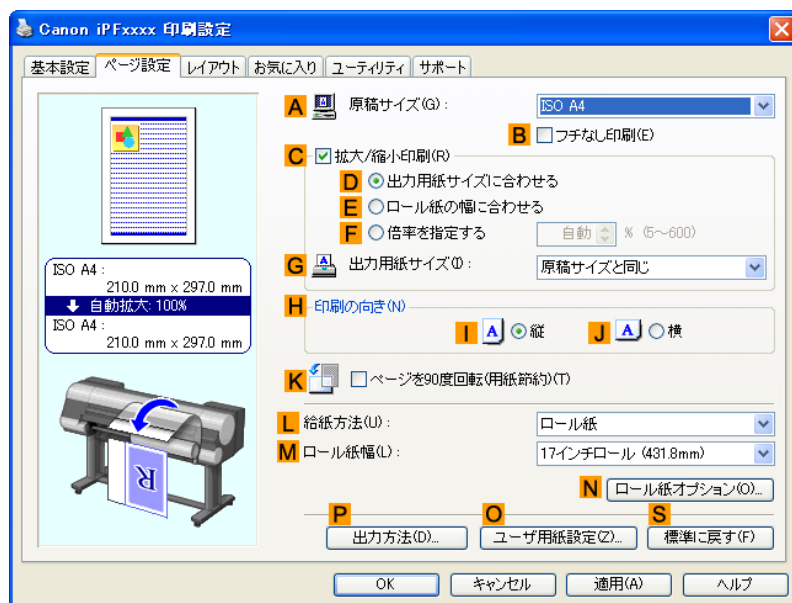 Canon iPFxxxx 印刷設定
基本設定 ページ設定 レイアウト お気に入り ユーティリティ サポート
A 原稿サイズ(G) : ISO A4
B フチなし印刷(E)
C 拡大/縮小印刷(R)
D 出力用紙サイズに合わせる
E ロール紙の幅に合わせる
F 倍率を指定する 自動 % (5~600)
G A 出力用紙サイズ(I) : 原稿サイズと同じ
ISO A4 :
210.0 mm x 297.0 mm
自動拡大: 100%
ISO A4 :
210.0 mm x 297.0 mm
H 印刷の向き(N)
I A 縦 J A 横
K ページを90度回転(用紙節約)(T)
L 給紙方法(U) : ロール紙
M ロール紙幅(L) : 17インチロール (431.8mm)
R
N ロール紙オプション(O)...
P O S
出力方法(D)... ユーザ用紙設定(Z)... 標準に戻す(F)
OK キャンセル 適用(A) ヘルプ